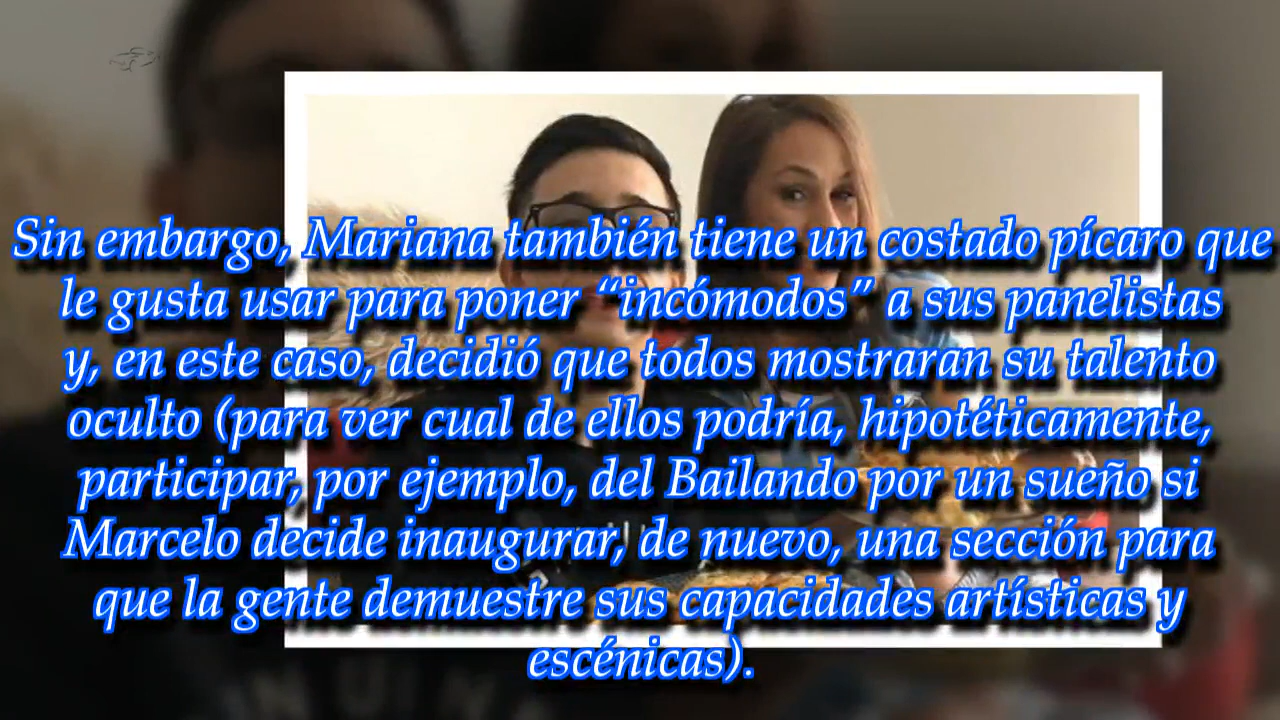 Sin embargo, Mariana también tiene un costado pícaro que
le gusta usar para poner “incómodos” a sus panelistas
y, en este caso, decidió que todos mostraran su talento
oculto (para ver cual de ellos podría, hipotéticamente,
participar, por ejemplo, del Bailando por un sueño si
Marcelo decide inaugurar, de nuevo, una sección para
que la gente demuestre sus capacidades artísticas y
escénicas).